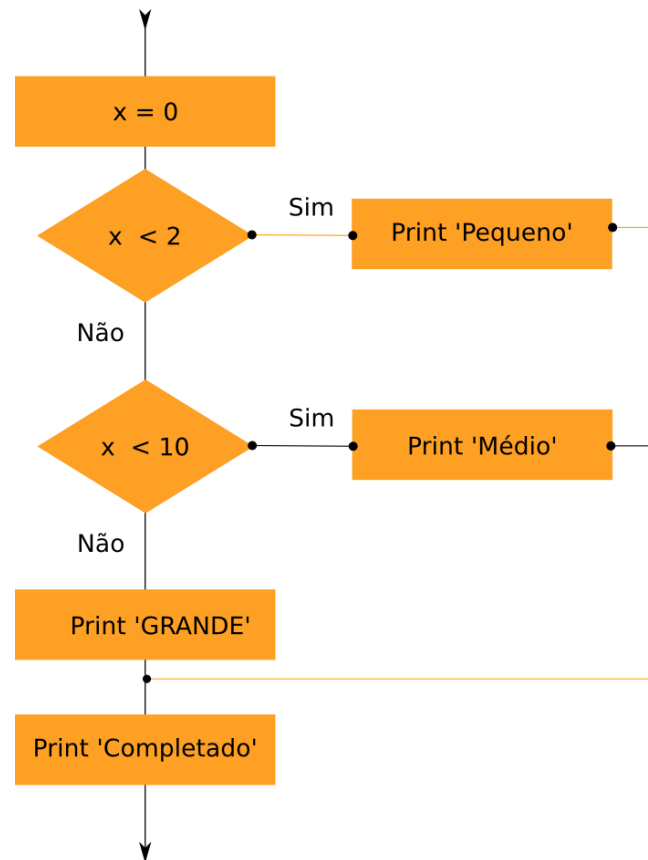 x = 0
x < 2
Sim
Print 'Pequeno'
Não
x < 10
Sim
Print 'Médio'
Não
Print 'GRANDE'
Print 'Completado'